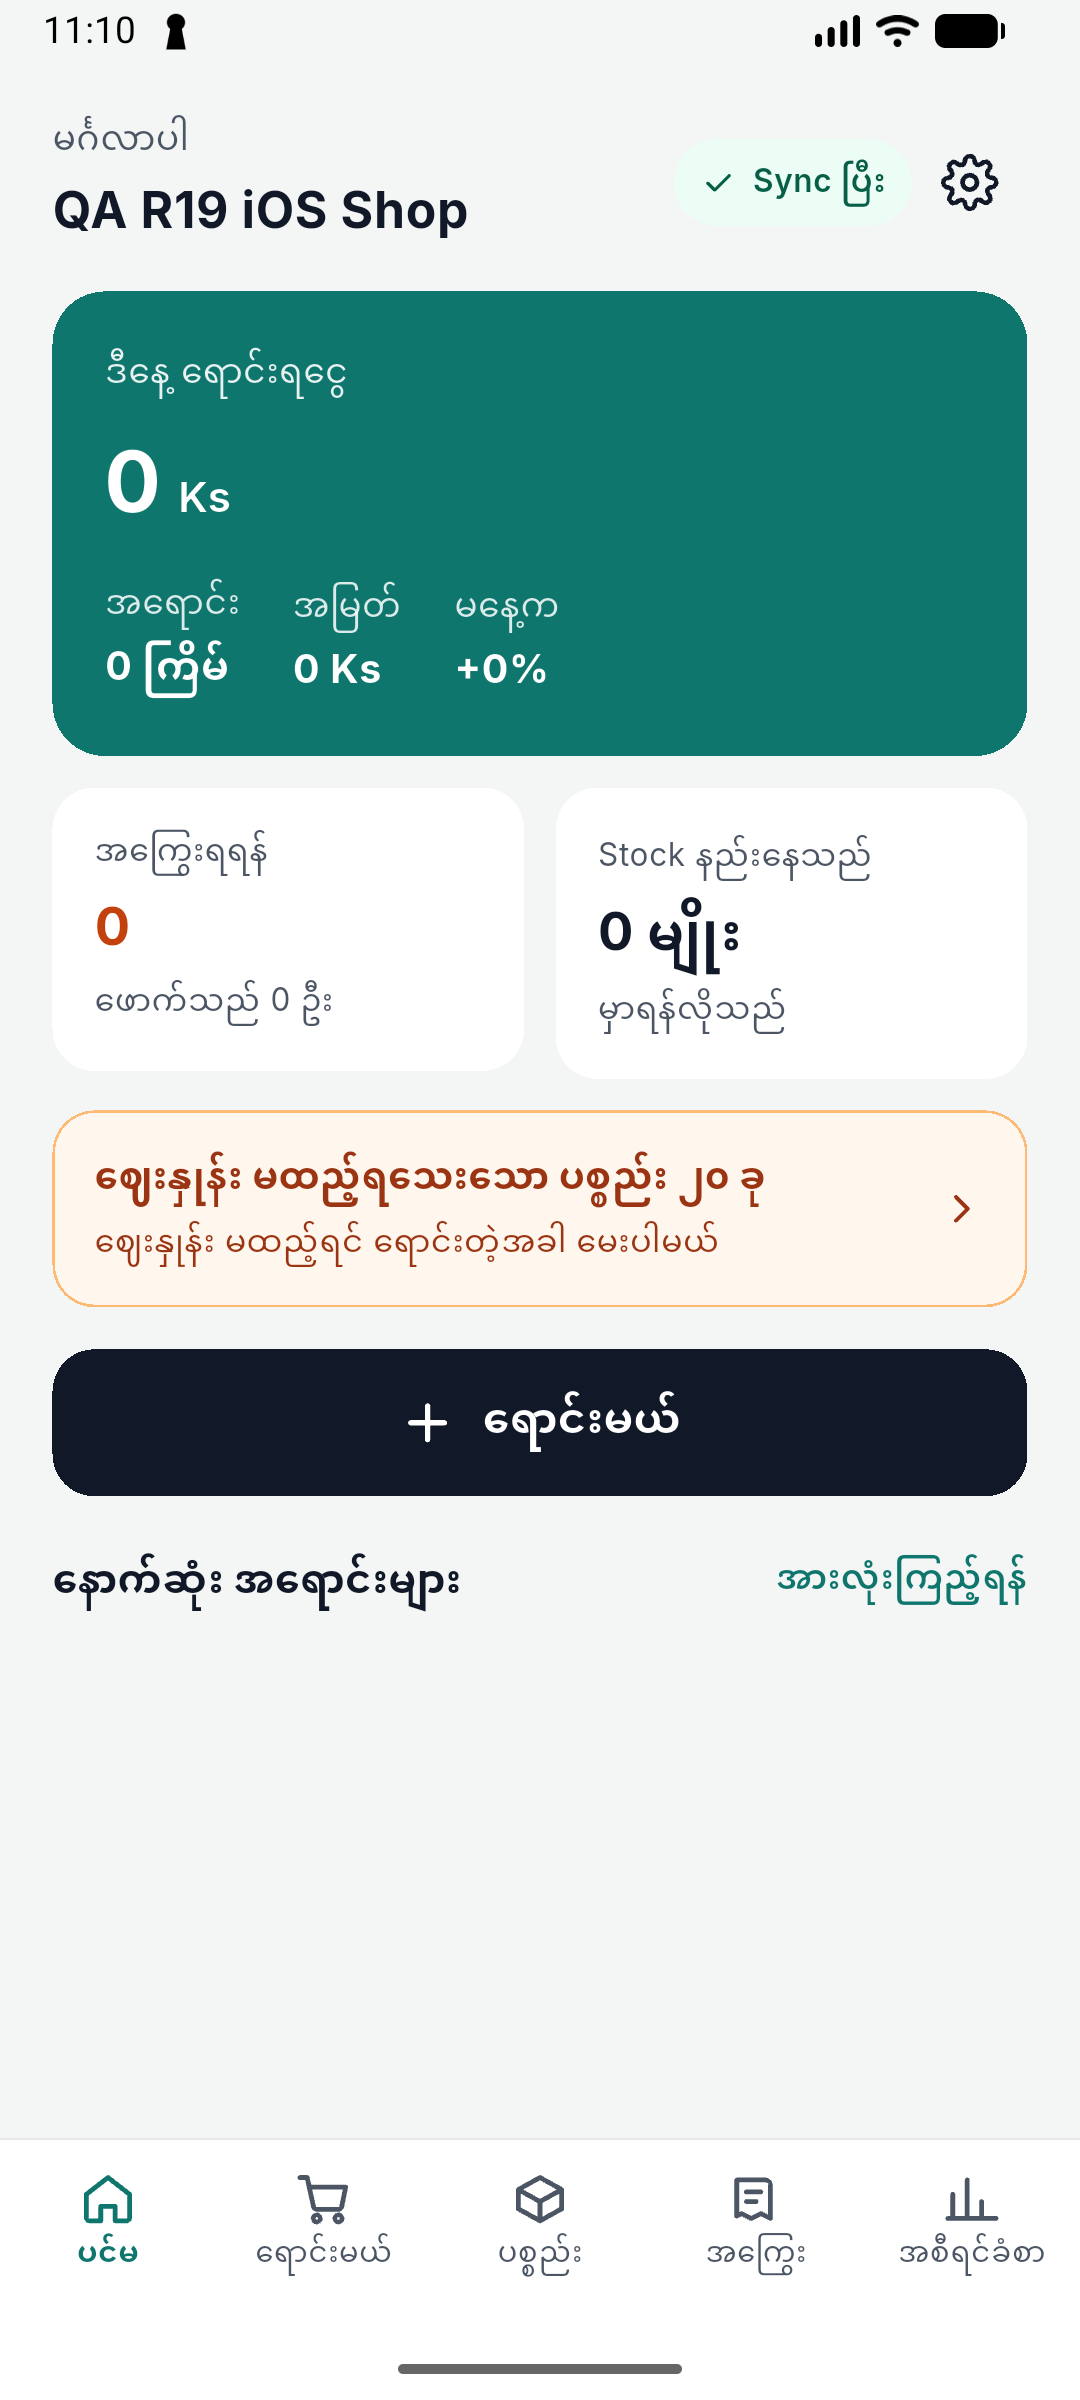 11:10
မင်္ဂလာပါ
QA R19 iOS Shop
Sync ပြီး
ဒီနေ့ ရောင်းရငွေ
0 Ks
အရောင်း အမြတ် မနေ့က
0 ကြိမ် 0 Ks +0%
အကြွေးရရန်
0
ဖောက်သည် 0 ဦး
Stock နည်းနေသည်
0 မျိုး
မှာရန်လိုသည်
ဈေးနှုန်း မထည့်ရသေးသော ပစ္စည်း ၂၀ ခု
ဈေးနှုန်း မထည့်ရင် ရောင်းတဲ့အခါ မေးပါမယ်
ရောင်းမယ်
နောက်ဆုံး အရောင်းများ အားလုံးကြည့်ရန်
ပင်မ ရောင်းမယ် ပစ္စည်း အကြွေး အစီရင်ခံစာ